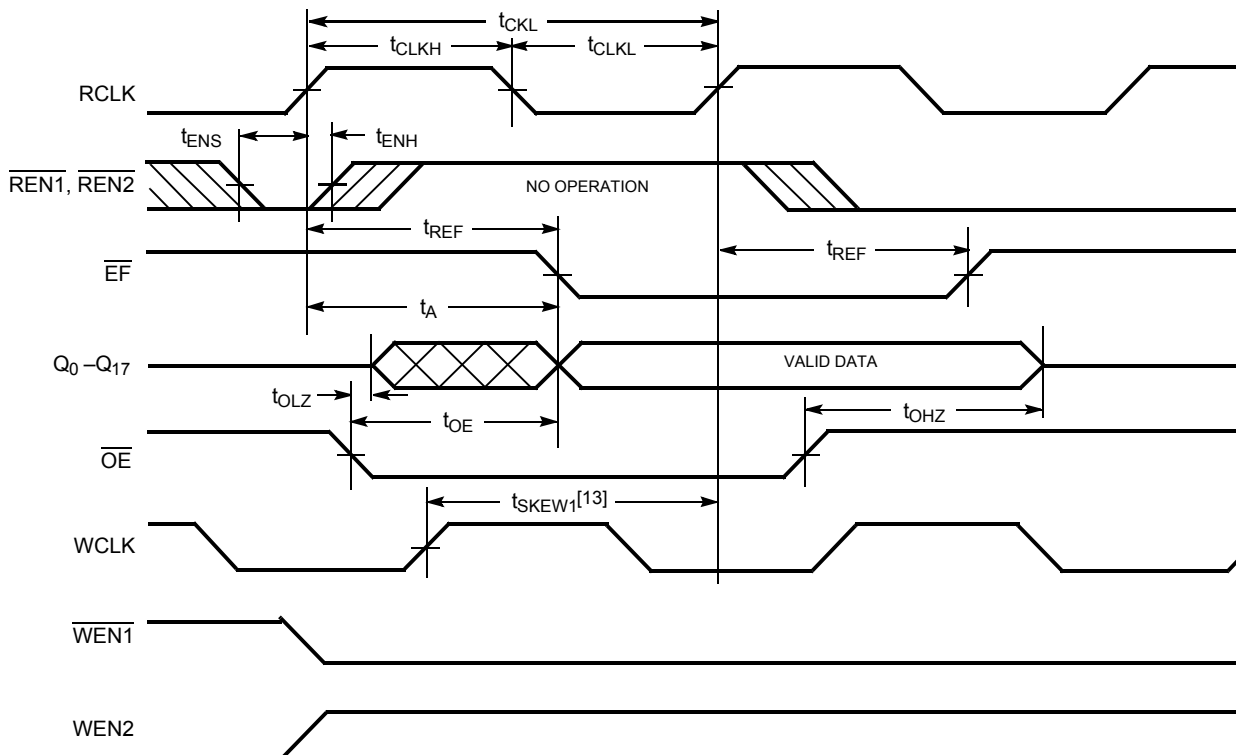 tCKL
tCLKH
tCLKL
RCLK
tENS
tENH
REN1, REN2
NO OPERATION
tREF
tREF
EF
tA
Q0 –Q17
VALID DATA
tOLZ
tOE
tOHZ
OE
tSKEW1[13]
WCLK
WEN1
WEN2